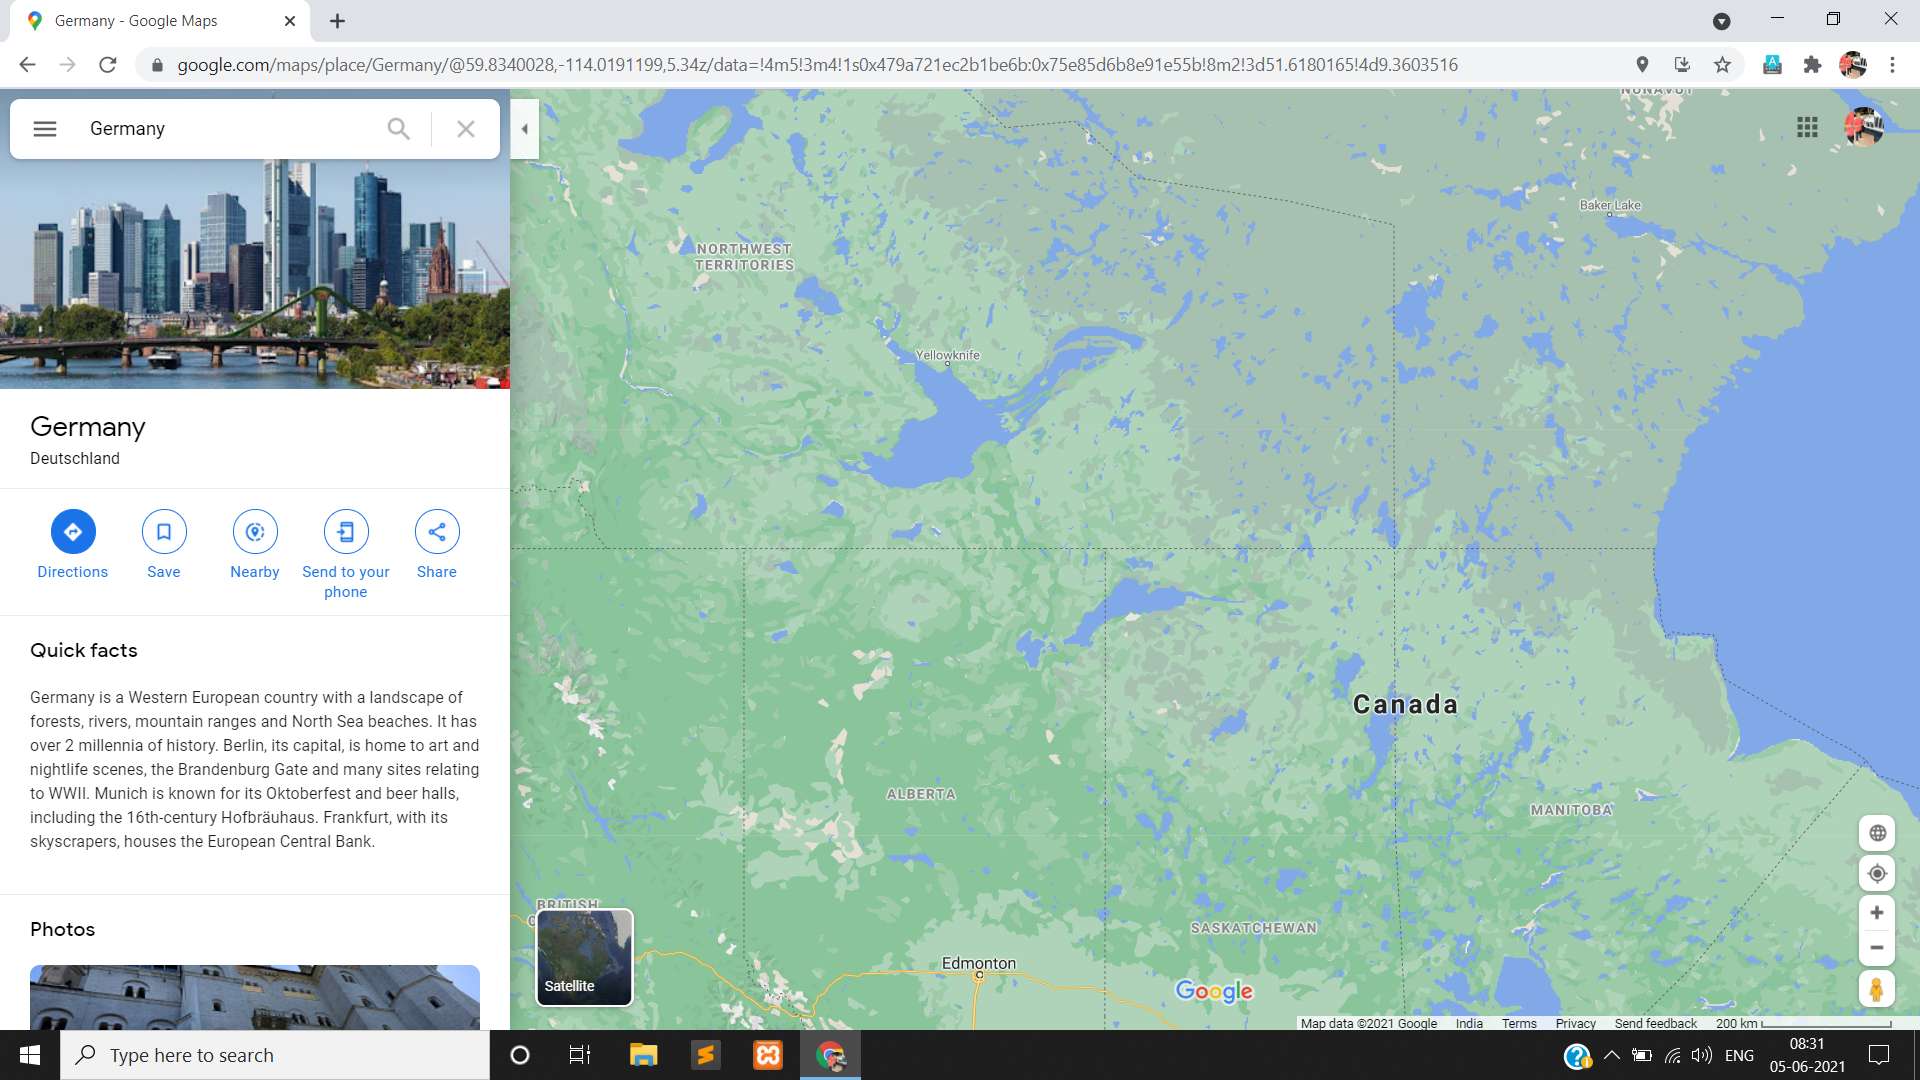 Germany - Google Maps
google.com/maps/place/Germany/@59.8340028,-114.0191199,5.34z/data=!4m5!3m4!1s0x479a721ec2b1be6b:0x75e85d6b8e91e55b!8m2!3d51.6180165!4d9.3603516
Germany
Germany
Deutschland
Directions
Save
Nearby
Send to your
phone
Share
Quick facts
Germany is a Western European country with a landscape of
forests, rivers, mountain ranges and North Sea beaches. It has
over 2 millennia of history. Berlin, its capital, is home to art and
nightlife scenes, the Brandenburg Gate and many sites relating
to WWII. Munich is known for its Oktoberfest and beer halls,
including the 16th-century Hofbräuhaus. Frankfurt, with its
skyscrapers, houses the European Central Bank.
Photos
NUNAVUT
Baker Lake
NORTHWEST
TERRITORIES
Yellowknife
Canada
ALBERTA
MANITOBA
BRITISH
SASKATCHEWAN
Edmonton
Satellite
Google
Map data ©2021 Google India Terms Privacy Send feedback 200 km
Type here to search
ENG
08:31
05-06-2021